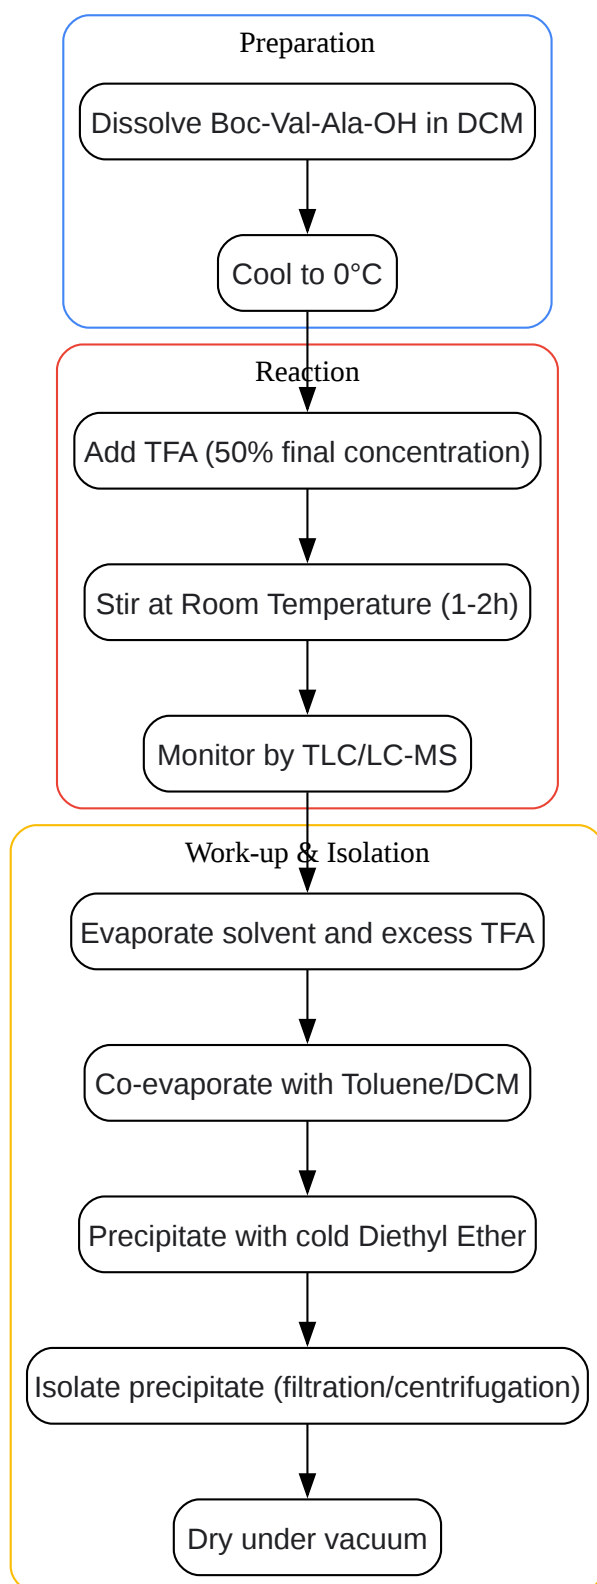 Preparation
Dissolve Boc-Val-Ala-OH in DCM
Cool to 0°C
Reaction
Add TFA (50% final concentration)
Stir at Room Temperature (1-2h)
Monitor by TLC/LC-MS
Work-up & Isolation
Evaporate solvent and excess TFA
Co-evaporate with Toluene/DCM
Precipitate with cold Diethyl Ether
Isolate precipitate (filtration/centrifugation)
Dry under vacuum